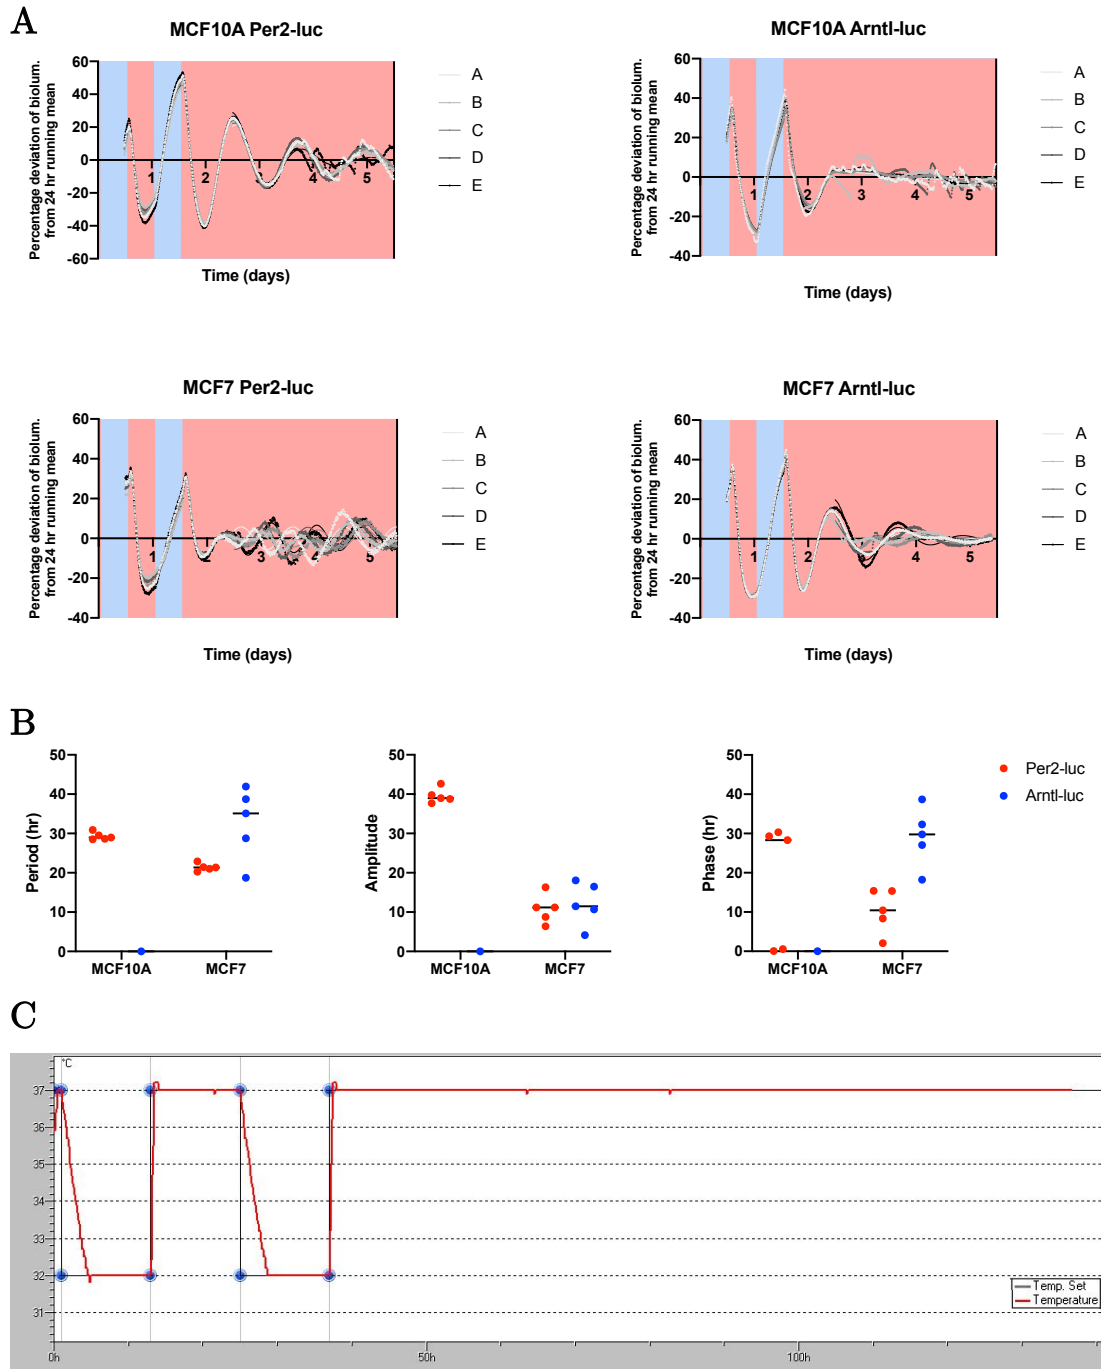 A
MCF10A Per2-luc
Percentage deviation of biolum.
from 24 hr running mean
60
40
20
0
-20
-40
-60
1
2
3
4
5
Time (days)
A
B
C
D
E
MCF10A Arntl-luc
Percentage deviation of biolum.
from 24 hr running mean
60
40
20
0
-20
-40
1
2
3
4
5
Time (days)
A
B
C
D
E
MCF7 Per2-luc
Percentage deviation of biolum.
from 24 hr running mean
60
40
20
0
-20
-40
1
2
3
4
5
Time (days)
A
B
C
D
E
MCF7 Arntl-luc
Percentage deviation of biolum.
from 24 hr running mean
60
40
20
0
-20
-40
1
2
3
4
5
Time (days)
A
B
C
D
E
B
Period (hr)
50
40
30
20
10
0
MCF10A
MCF7
Amplitude
50
40
30
20
10
0
MCF10A
MCF7
Phase (hr)
50
40
30
20
10
0
MCF10A
MCF7
Per2-luc
Arntl-luc
C
°C
37
36
35
34
33
32
31
0h
50h
100h
Temp. Set
Temperature